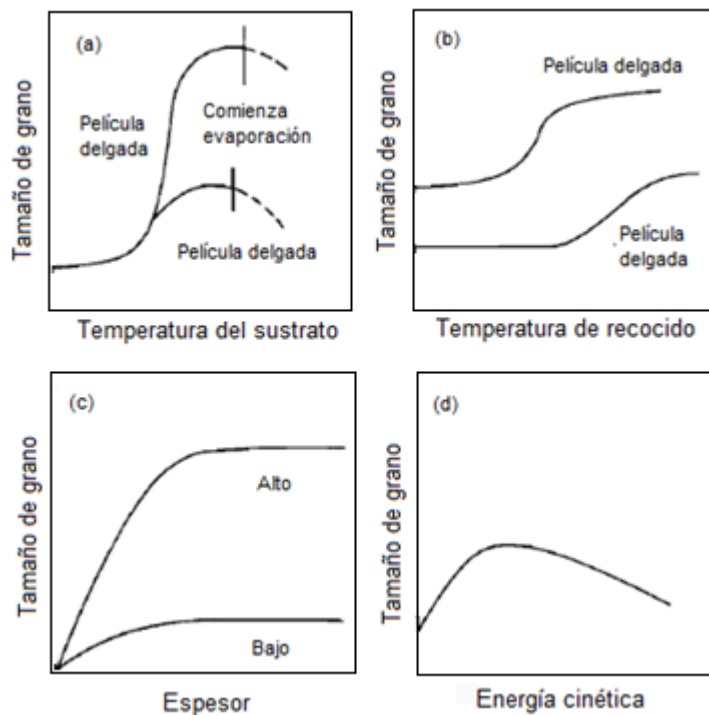 (a)
Tamaño de grano
Película
delgada
Comienza
evaporación
Película delgada
Temperatura del sustrato
(b)
Tamaño de grano
Película delgada
Película
delgada
Temperatura de recocido
(c)
Tamaño de grano
Alto
Bajo
Espesor
(d)
Tamaño de grano
Energía cinética